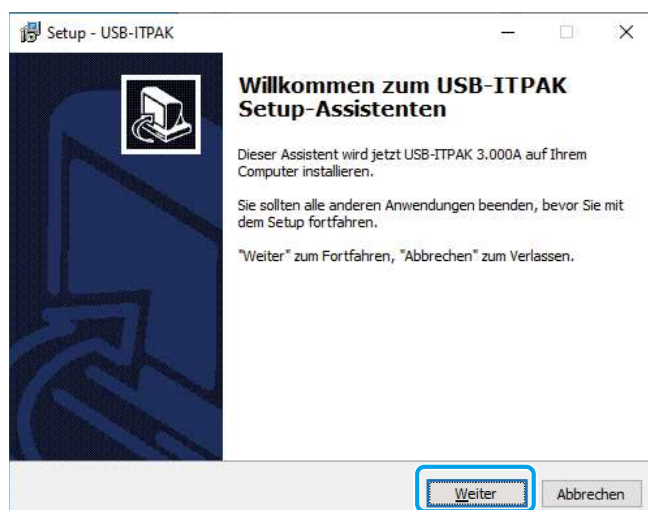 Setup - USB-ITPAK
Willkommen zum USB-ITPAK
Setup-Assistenten
Dieser Assistent wird jetzt USB-ITPAK 3.000A auf Ihrem
Computer installieren.
Sie sollten alle anderen Anwendungen beenden, bevor Sie mit
dem Setup fortfahren.
"Weiter" zum Fortfahren, "Abbrechen" zum Verlassen.
Weiter
Abbrechen